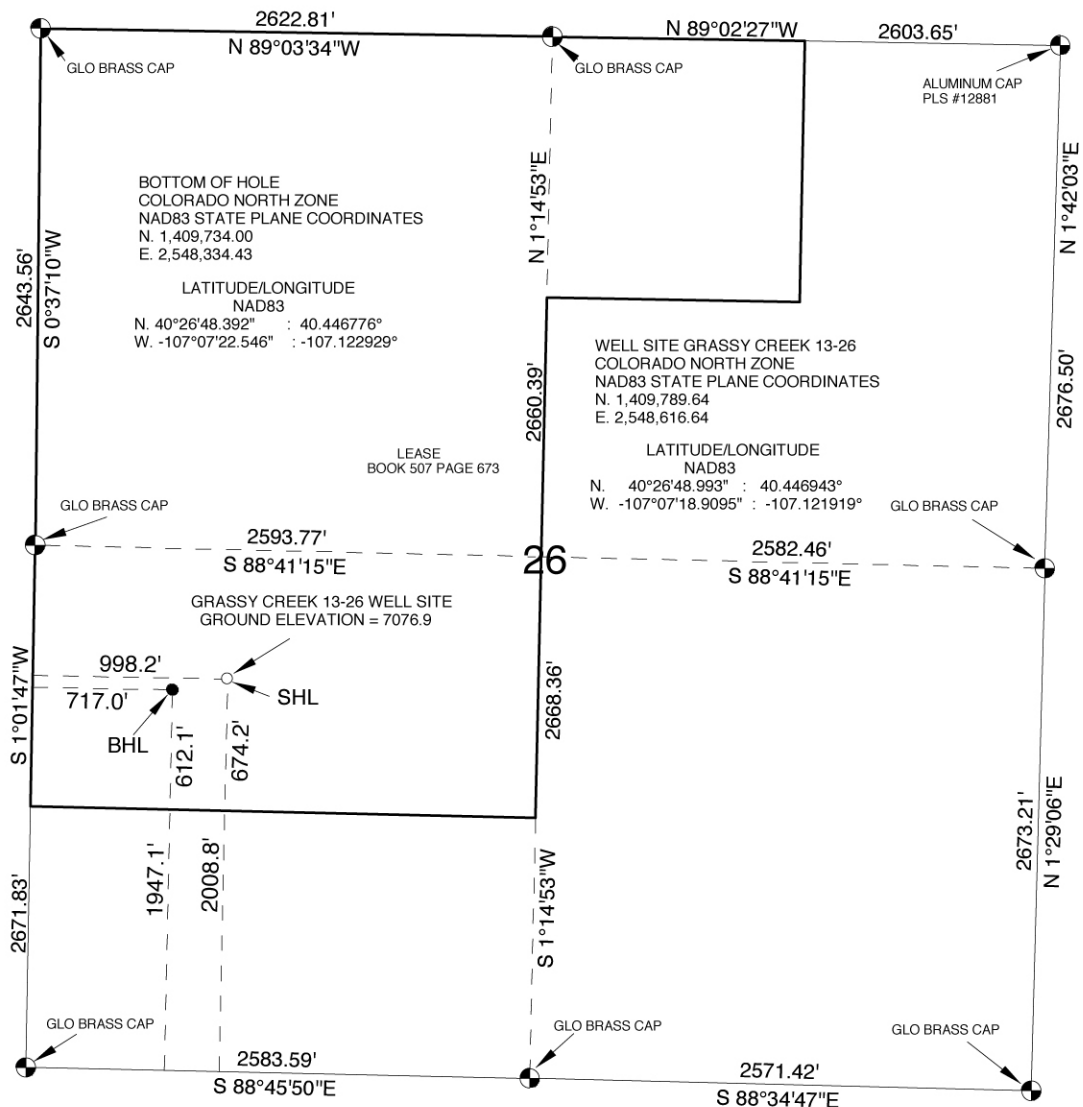 2622.81'
N 89°03'34"W
N 89°02'27"W
2603.65'
GLO BRASS CAP
GLO BRASS CAP
ALUMINUM CAP
PLS #12881
BOTTOM OF HOLE
COLORADO NORTH ZONE
NAD83 STATE PLANE COORDINATES
N. 1,409,734.00
E. 2,548,334.43
LATITUDE/LONGITUDE
NAD83
N. 40°26'48.392" : 40.446776°
W. -107°07'22.546" : -107.122929°
2643.56'
S 0°37'10"W
N 1°14'53"E
N 1°42'03"E
2676.50'
2660.39'
WELL SITE GRASSY CREEK 13-26
COLORADO NORTH ZONE
NAD83 STATE PLANE COORDINATES
N. 1,409,789.64
E. 2,548,616.64
LATITUDE/LONGITUDE
NAD83
N. 40°26'48.993" : 40.446943°
W. -107°07'18.9095" : -107.121919°
LEASE
BOOK 507 PAGE 673
GLO BRASS CAP
GLO BRASS CAP
2593.77'
S 88°41'15"E
26
2582.46'
S 88°41'15"E
GRASSY CREEK 13-26 WELL SITE
GROUND ELEVATION = 7076.9
998.2'
717.0'
SHL
BHL
S 1°01'47"W
612.1'
674.2'
2668.36'
2671.83'
1947.1'
2008.8'
S 1°14'53"W
2673.21'
N 1°29'06"E
GLO BRASS CAP
GLO BRASS CAP
GLO BRASS CAP
2583.59'
S 88°45'50"E
2571.42'
S 88°34'47"E